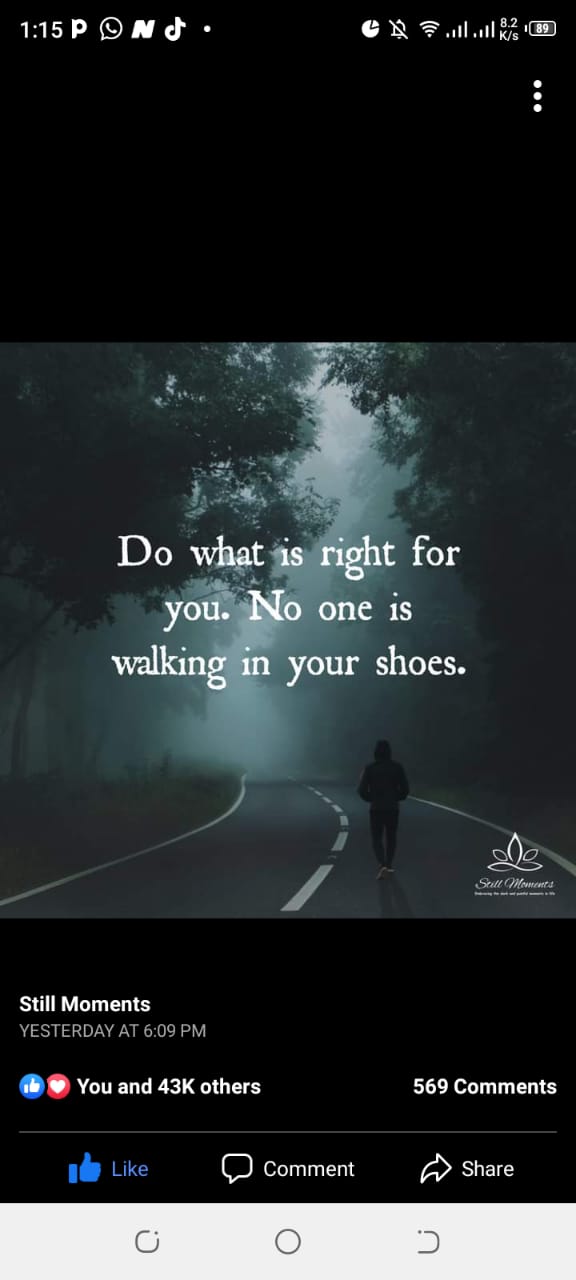 1:15
8.2
K/s
89
Do what is right for
you. No one is
walking in your shoes.
Still Moments
Still Moments
YESTERDAY AT 6:09 PM
You and 43K others
569 Comments
Like
Comment
Share